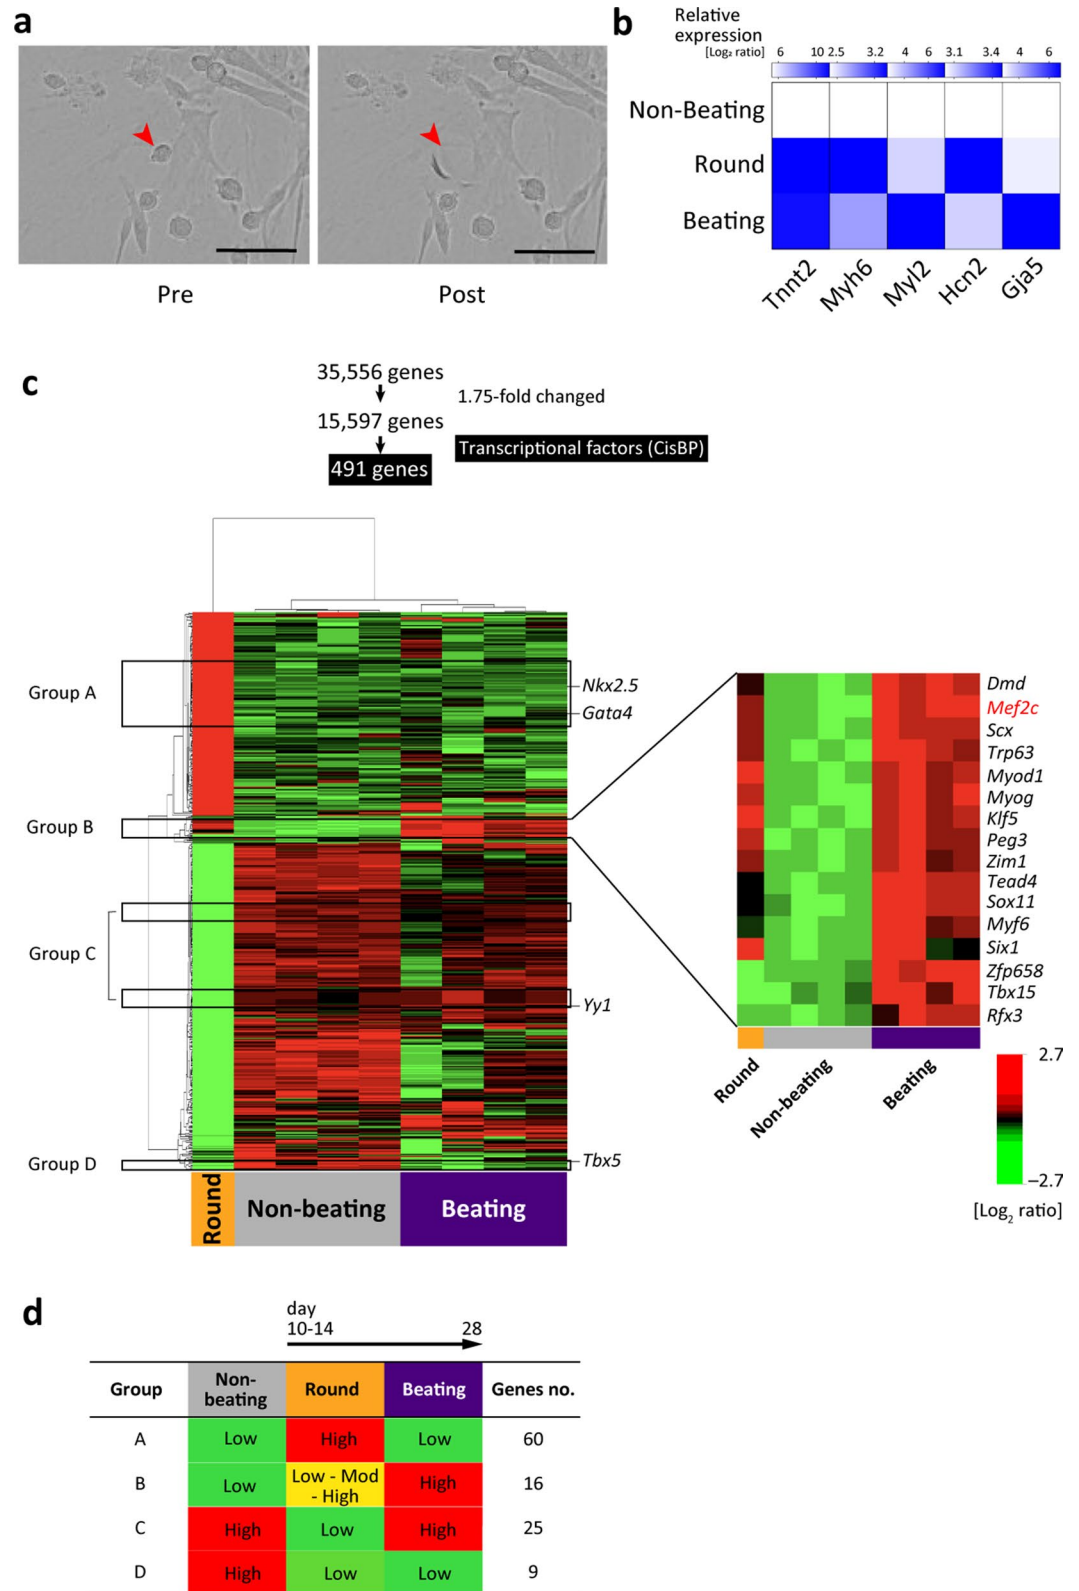 a
Pre
Post
b
Relative
expression
[Log₂ ratio]
6 10 2.5 3.2 4 6 3.1 3.4 4 6
Non-Beating
Round
Beating
Tnnt2
Myh6
Myl2
Hcn2
Gja5
c
35,556 genes
1.75-fold changed
15,597 genes
Transcriptional factors (CisBP)
491 genes
Group A
Nkx2.5
Gata4
Group B
Group C
Yy1
Group D
Tbx5
Round
Non-beating
Beating
Dmd
Mef2c
Scx
Trp63
Myod1
Myog
Klf5
Peg3
Zim1
Tead4
Sox11
Myf6
Six1
Zfp658
Tbx15
Rfx3
Round
Non-beating
Beating
2.7
−2.7
[Log₂ ratio]
d
day
10-14 28
Group Non-beating Round Beating Genes no.
A Low High Low 60
B Low Low - Mod - High High 16
C High Low High 25
D High Low Low 9